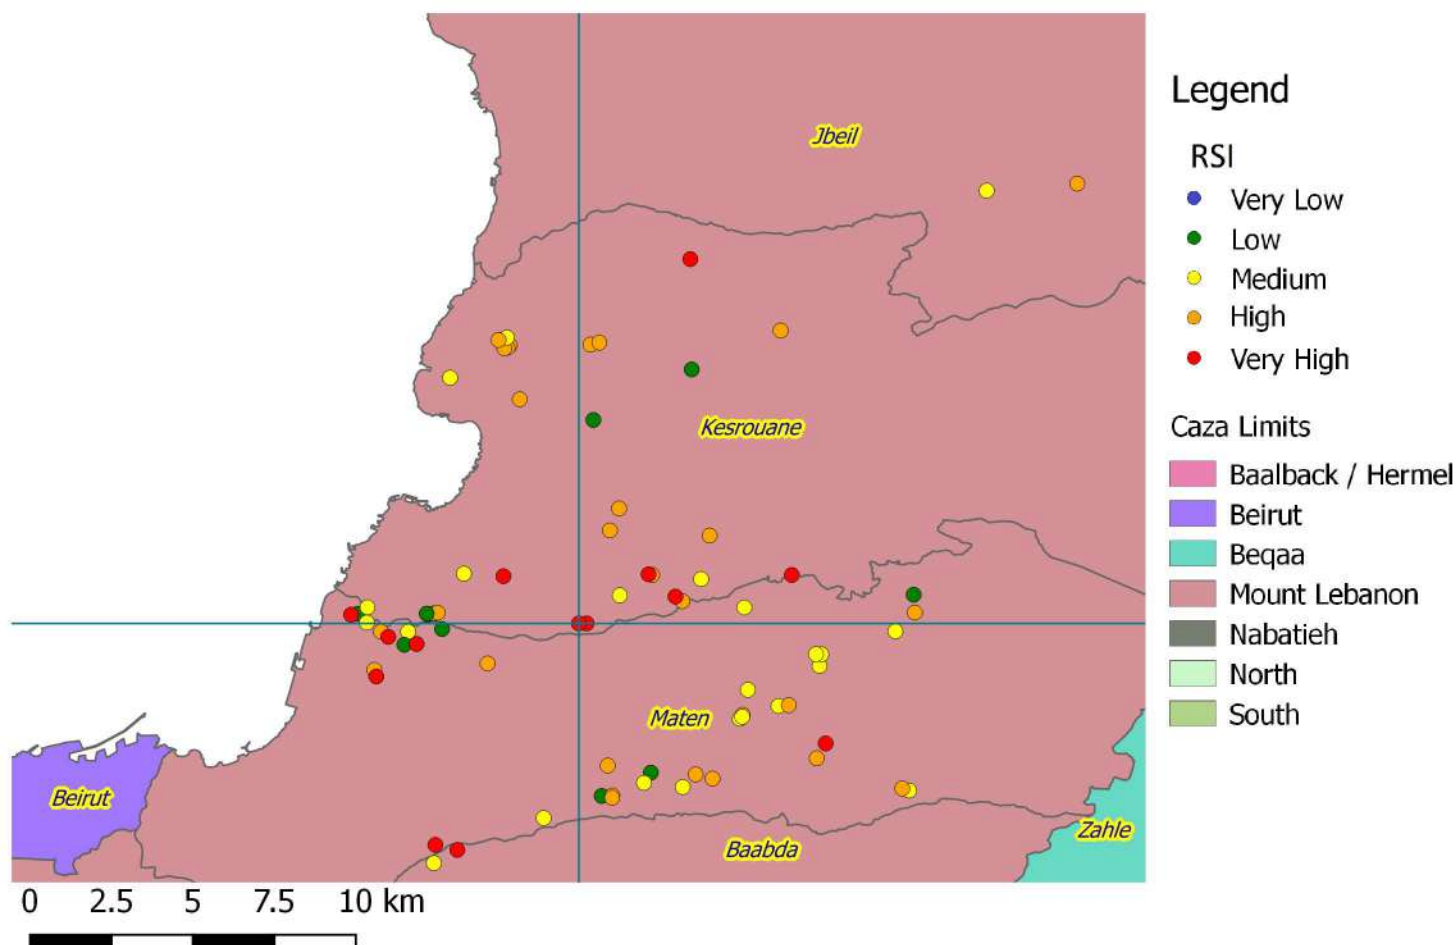 Jbeil
Kesrouane
Maten
Beirut
Baabda
Zahle
0 2.5 5 7.5 10 km
Legend
RSI
Very Low
Low
Medium
High
Very High
Caza Limits
Baalback / Hermel
Beirut
Beqaa
Mount Lebanon
Nabatieh
North
South